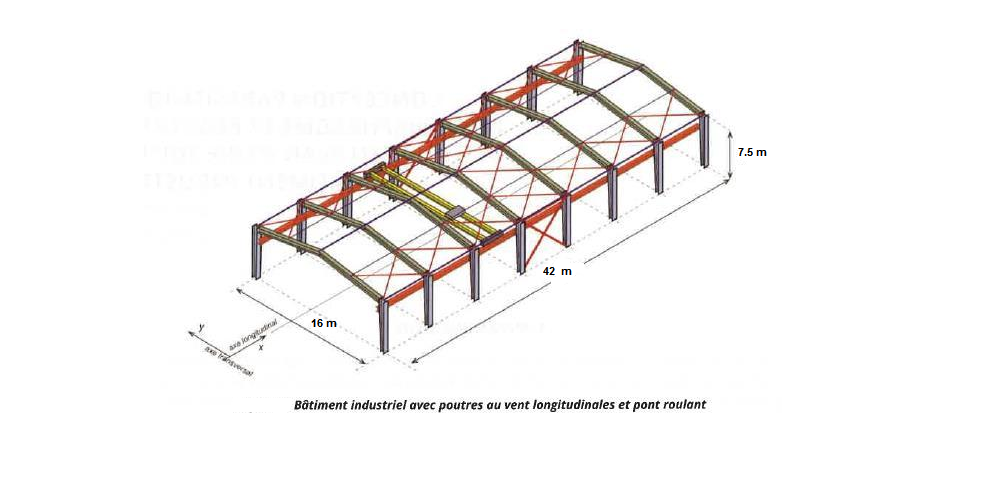 7.5 m
42 m
16 m
y
axe longitudinal
x
axe transversal
Bâtiment industriel avec poutres au vent longitudinales et pont roulant